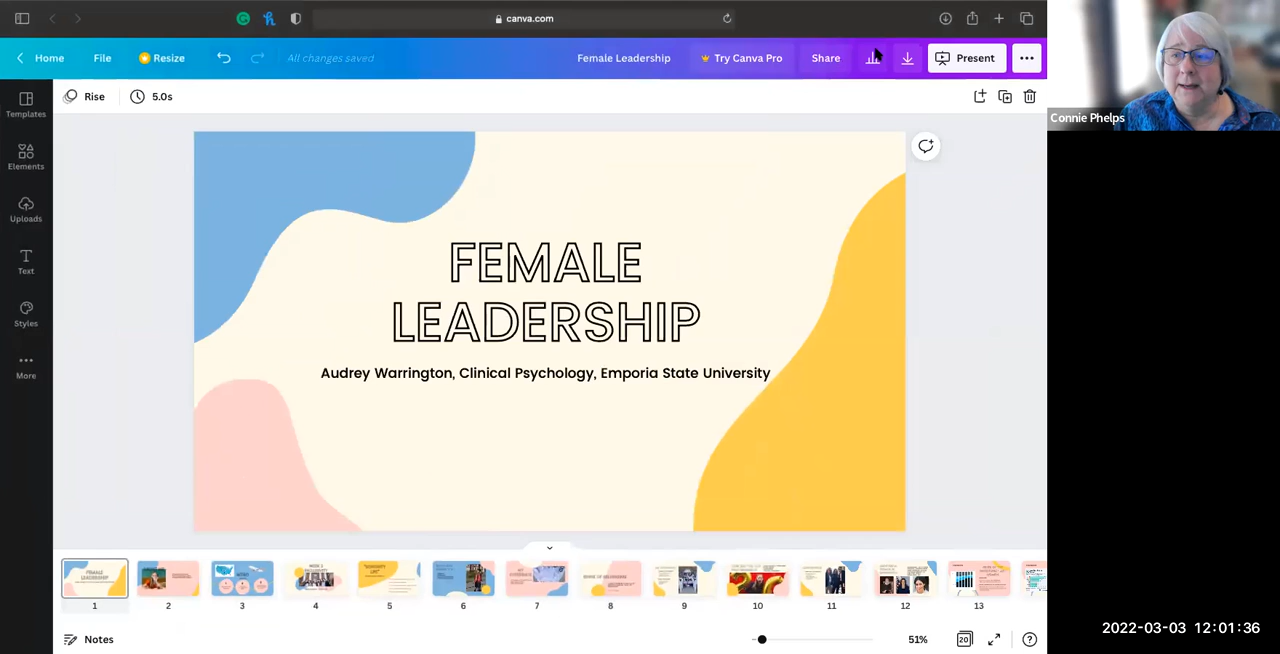 canva.com
Home
File
Resize
All changes saved
Female Leadership
Try Canva Pro
Share
Present
Rise
5.0s
Templates
Elements
Uploads
Text
Styles
More
FEMALE
LEADERSHIP
Audrey Warrington, Clinical Psychology, Emporia State University
Connie Phelps
1
2
3
4
5
6
7
8
9
10
11
12
13
Notes
51%
20
2022-03-03 12:01:36